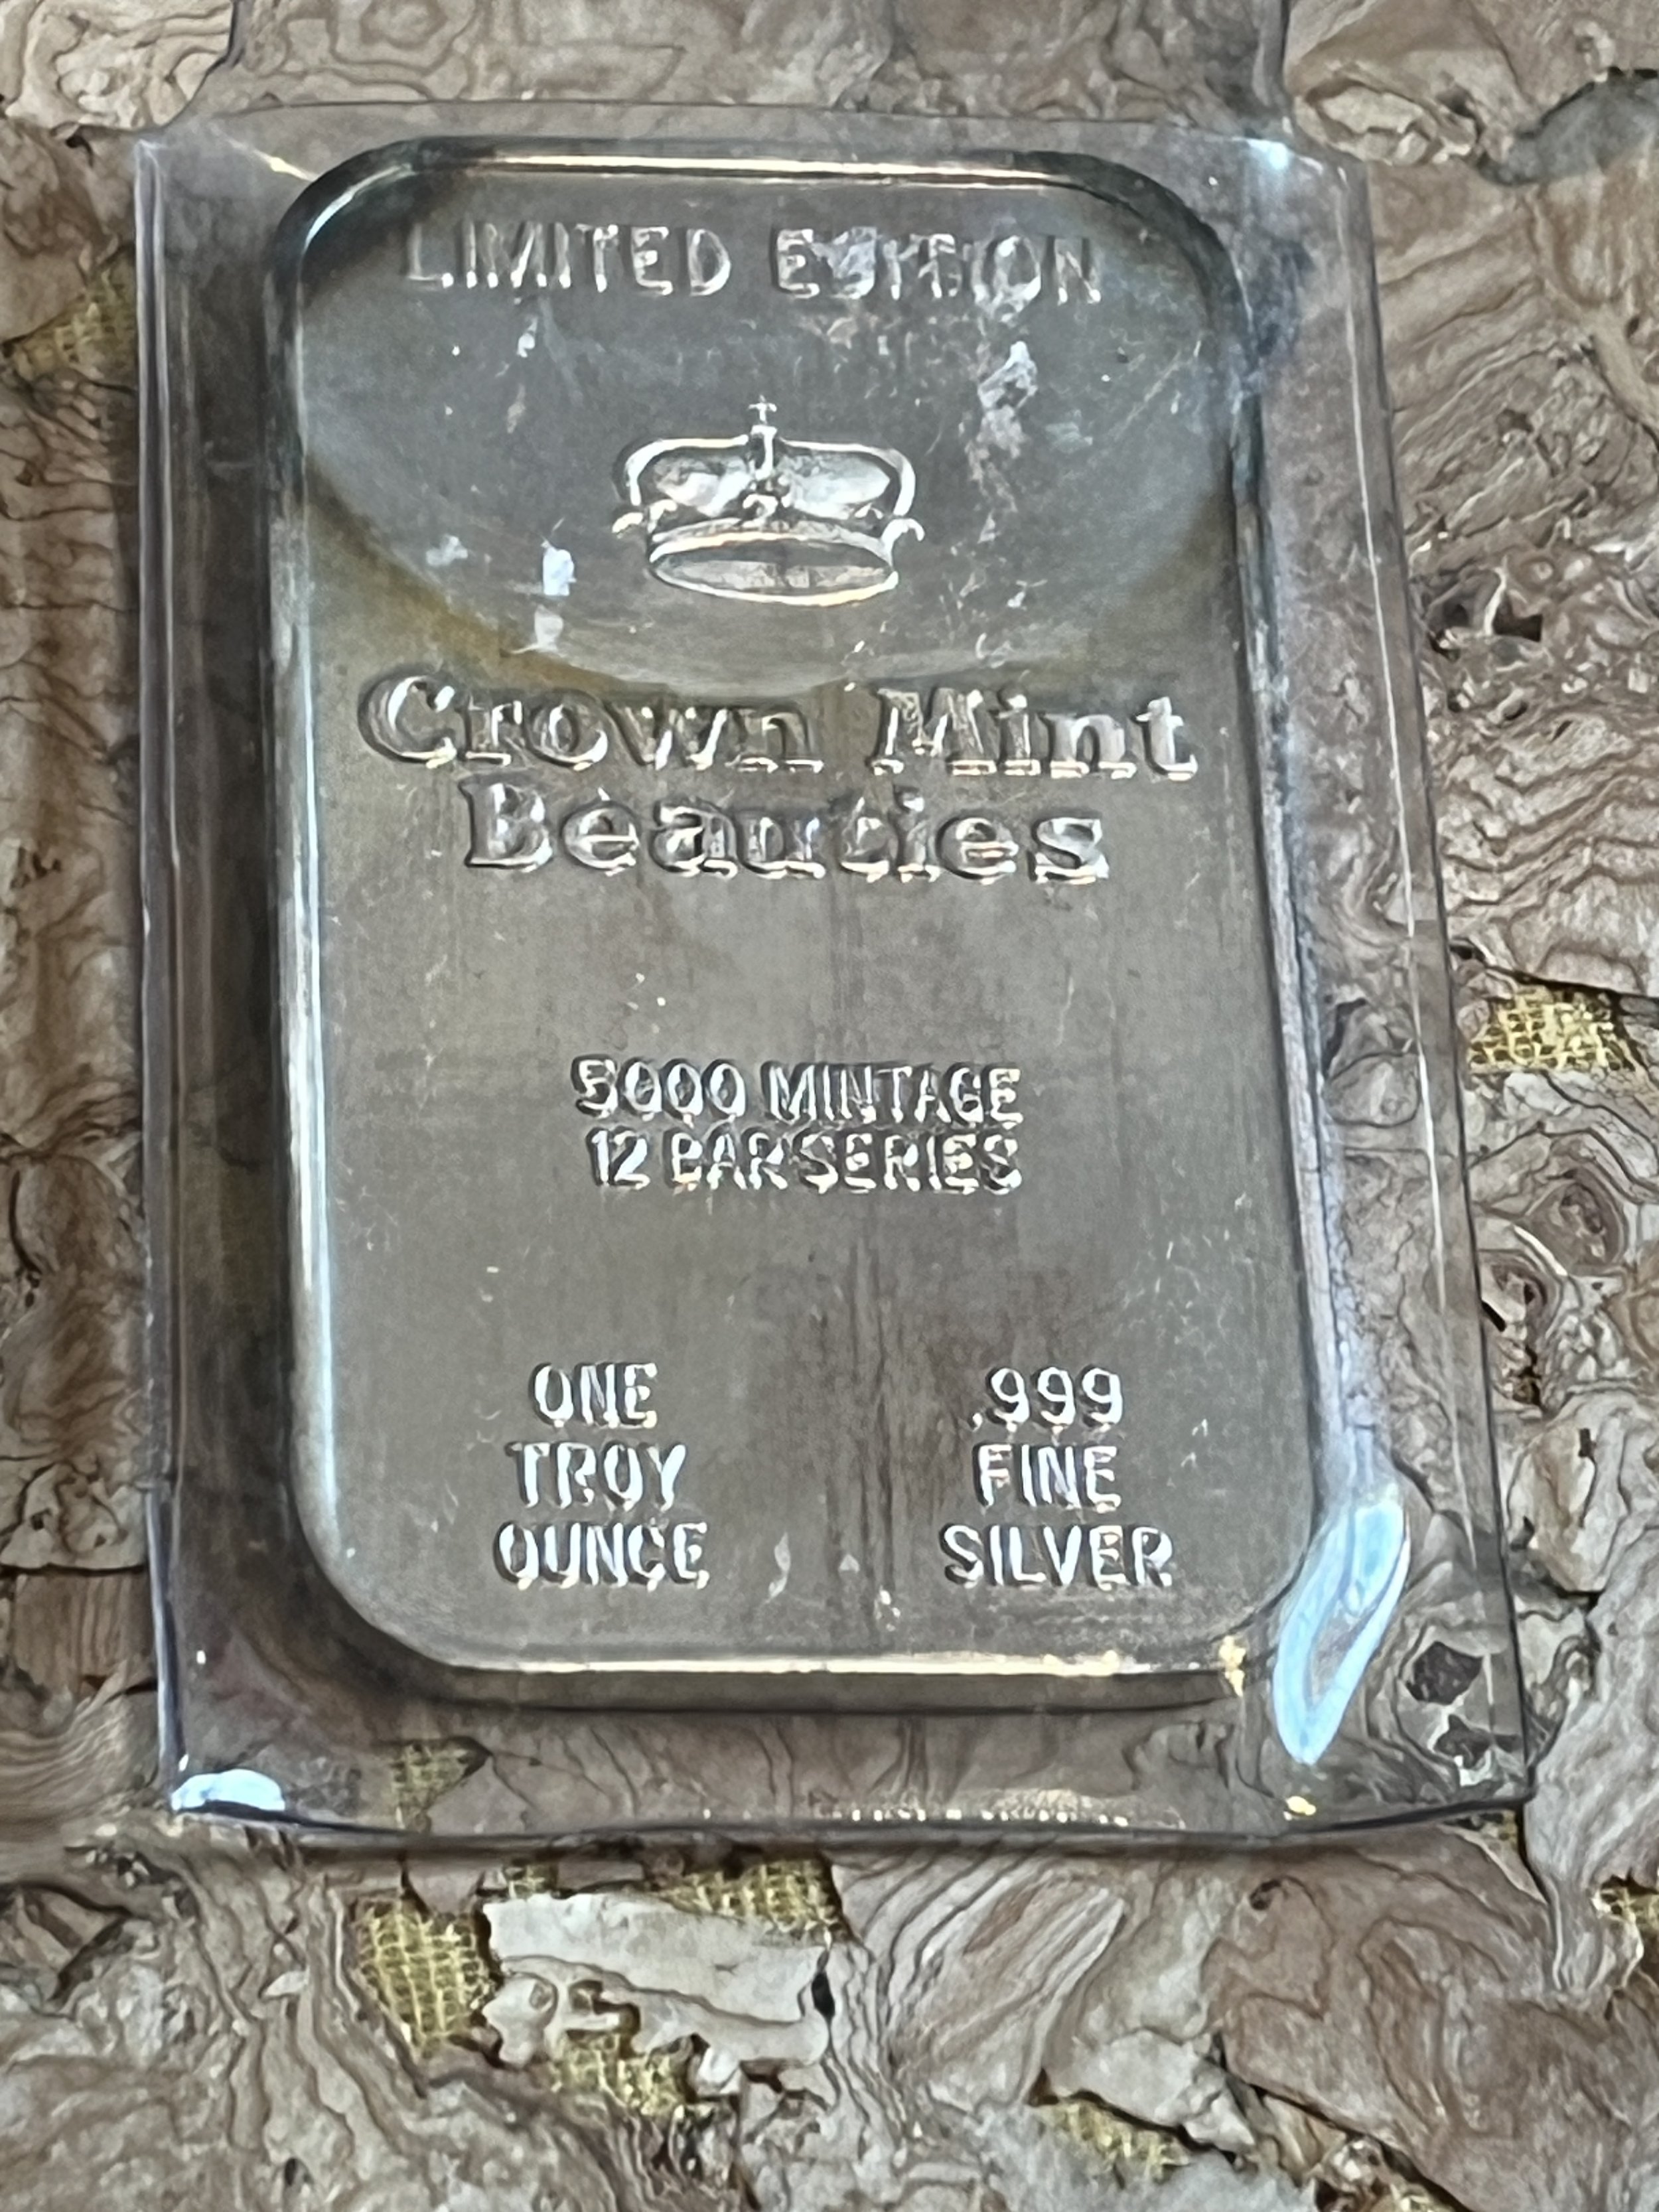 LIMITED EDITION
Crown Mint
Beauties
5000 MINTAGE
12 BAR SERIES
ONE
TROY
OUNCE
.999
FINE
SILVER